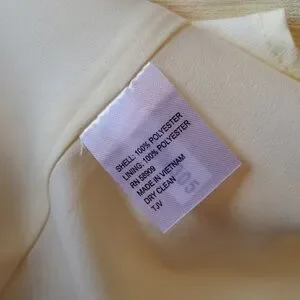 SHELL: 100% POLYESTER
LINING: 100% POLYESTER
RN 58909
MADE IN VIETNAM
DRY CLEAN
TJV